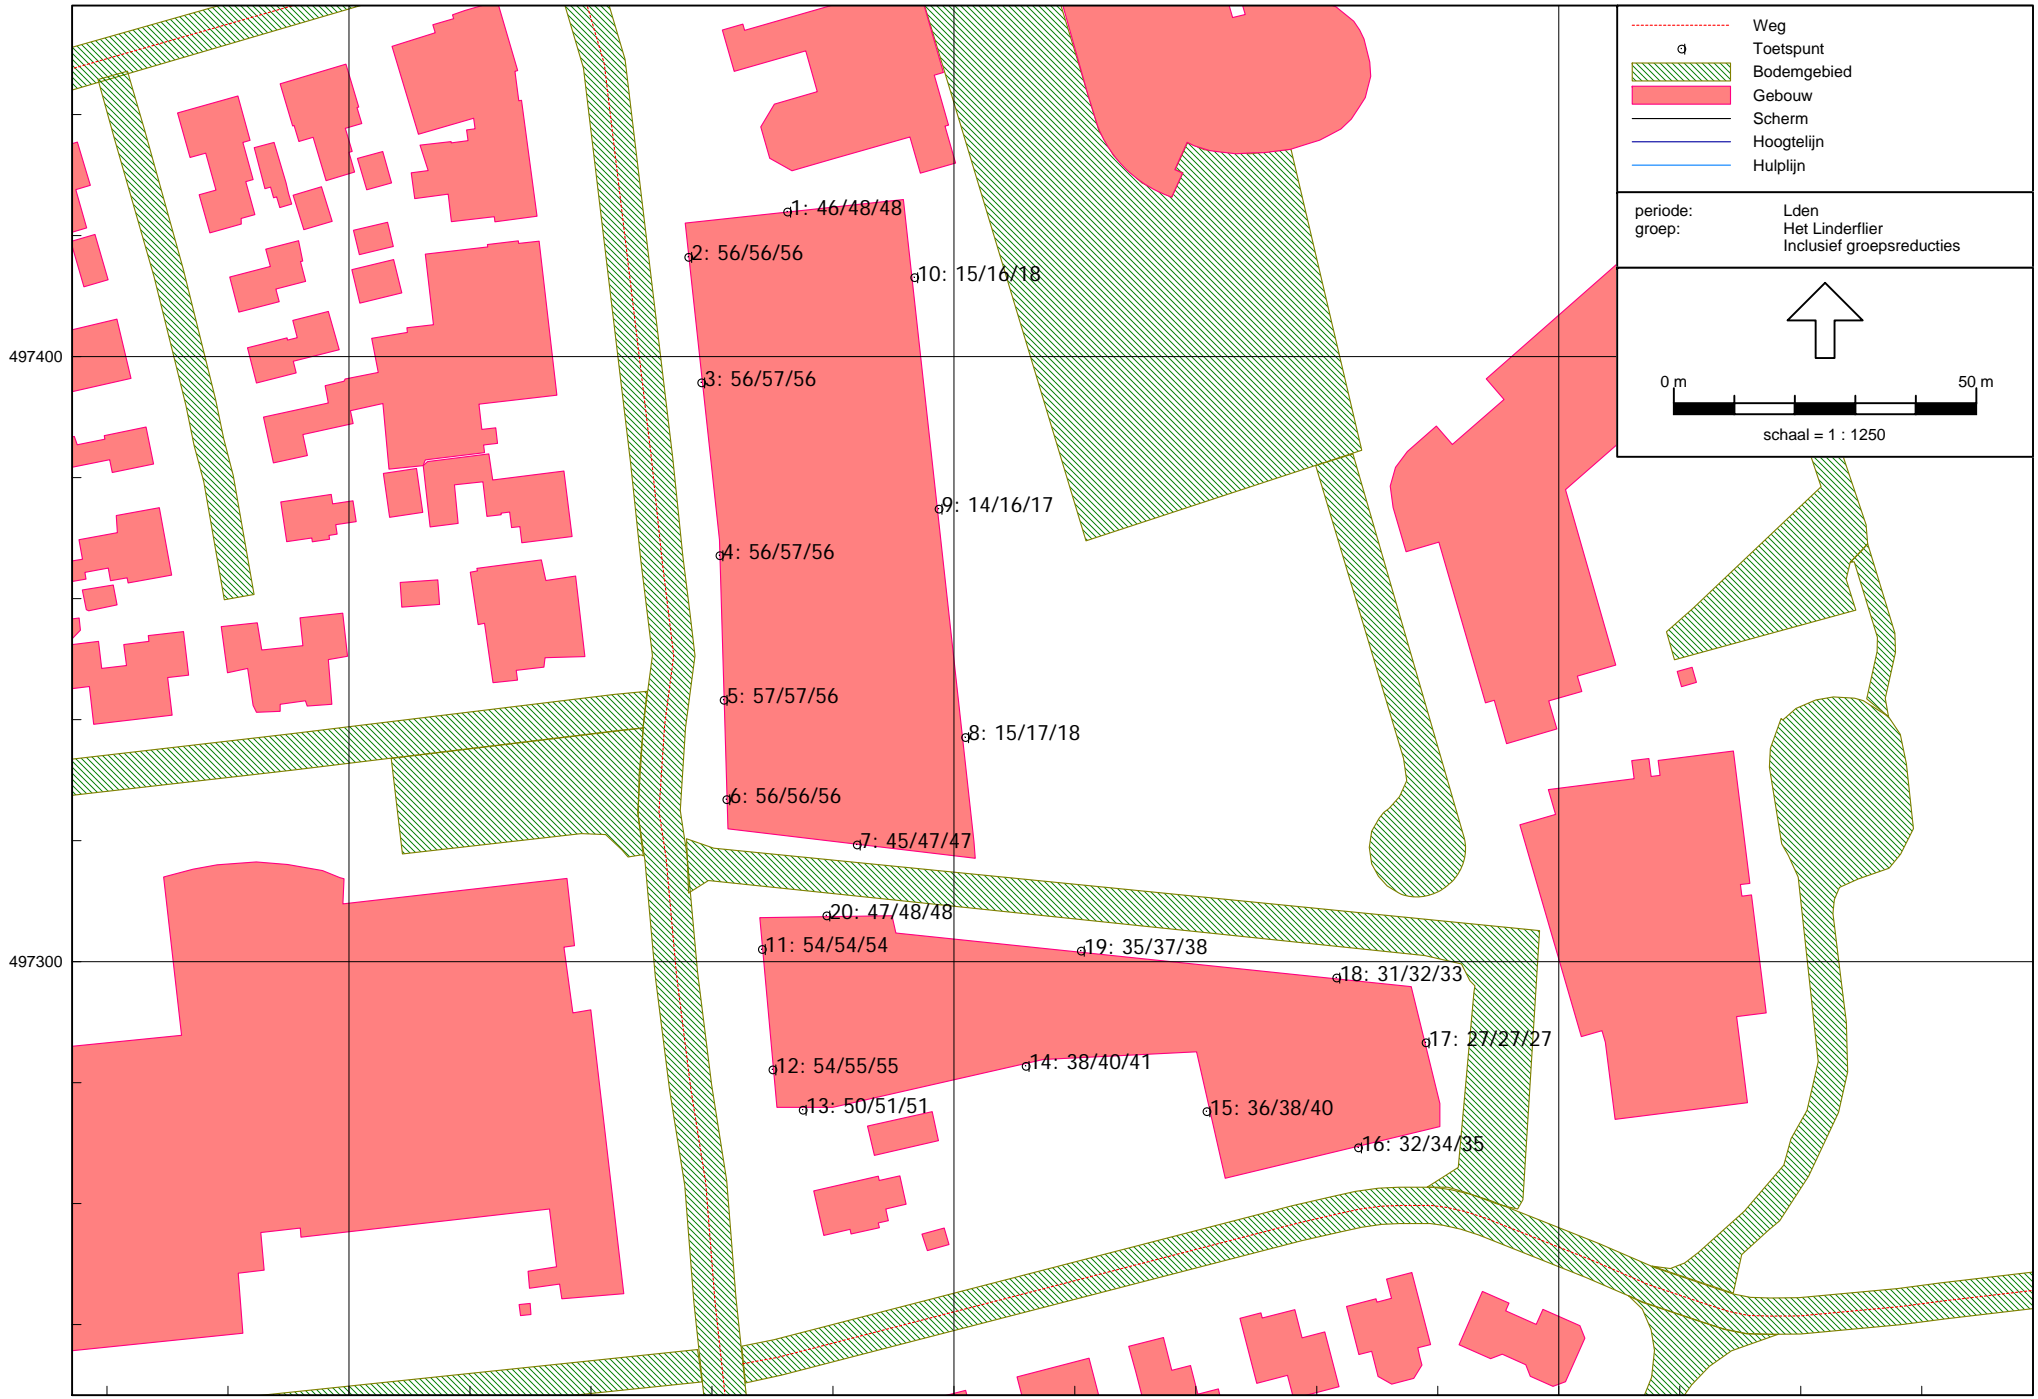 Weg
Toetspunt
Bodemgebied
Gebouw
Scherm
Hoogtelijn
Hulplijn
periode: Lden
groep: Het Linderflier
Inclusief groepsreducties
0 m 50 m
schaal = 1 : 1250
1: 46/48/48
2: 56/56/56
10: 15/16/18
497400
3: 56/57/56
9: 14/16/17
4: 56/57/56
5: 57/57/56
8: 15/17/18
6: 56/56/56
7: 45/47/47
20: 47/48/48
11: 54/54/54
19: 35/37/38
497300
18: 31/32/33
17: 27/27/27
12: 54/55/55
14: 38/40/41
13: 50/51/51
15: 36/38/40
16: 32/34/35